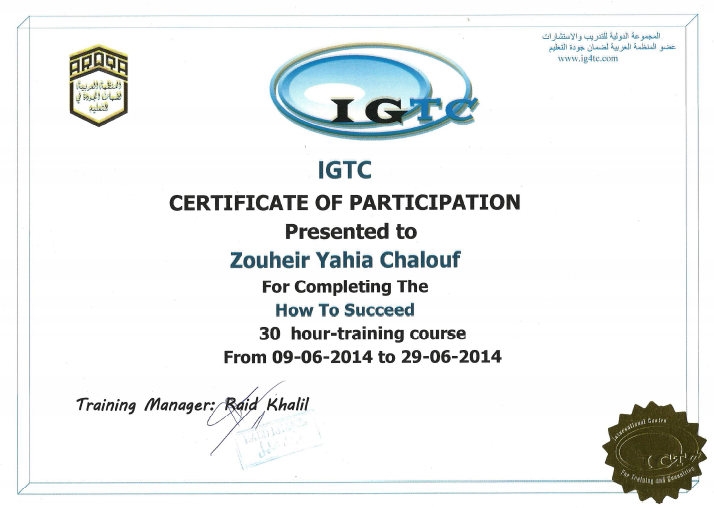 المجموعة الدولية للتدريب والاستشارات
عضو المنظمة العربية لضمان جودة التعليم
www.ig4tc.com
ARAQA
المنظمة العربية
لضمان الجودة في
التعليم
IGTC
IGTC
CERTIFICATE OF PARTICIPATION
Presented to
Zouheir Yahia Chalouf
For Completing The
How To Succeed
30 hour-training course
From 09-06-2014 to 29-06-2014
Training Manager: Raid Khalil
International Centre
IGTC
For Training and